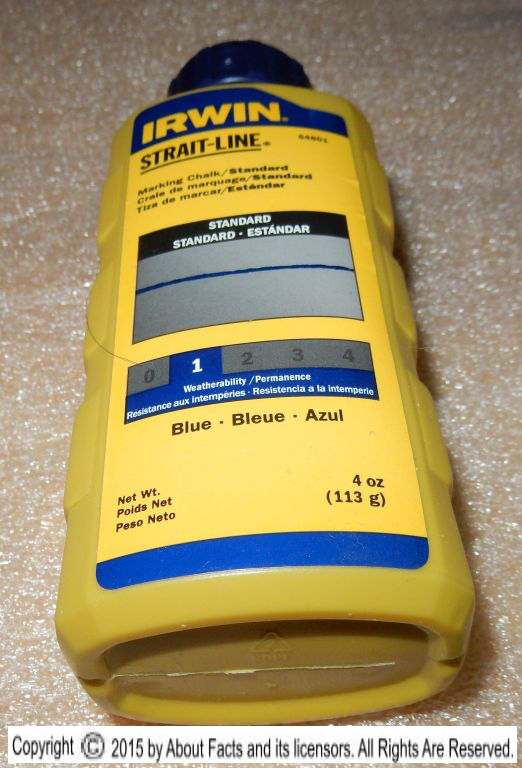 IRWIN®
STRAIT-LINE®
64801
Marking Chalk/Standard
Craie de marquage/Standard
Tiza de marcar/Estándar
STANDARD
STANDARD · ESTÁNDAR
0 1 2 3 4
Weatherability/Permanence
Résistance aux intempéries · Resistencia a la intemperie
Blue · Bleue · Azul
Net Wt.
Poids Net
Peso Neto
4 oz
(113 g)
Copyright © 2015 by About Facts and its licensors. All Rights Are Reserved.